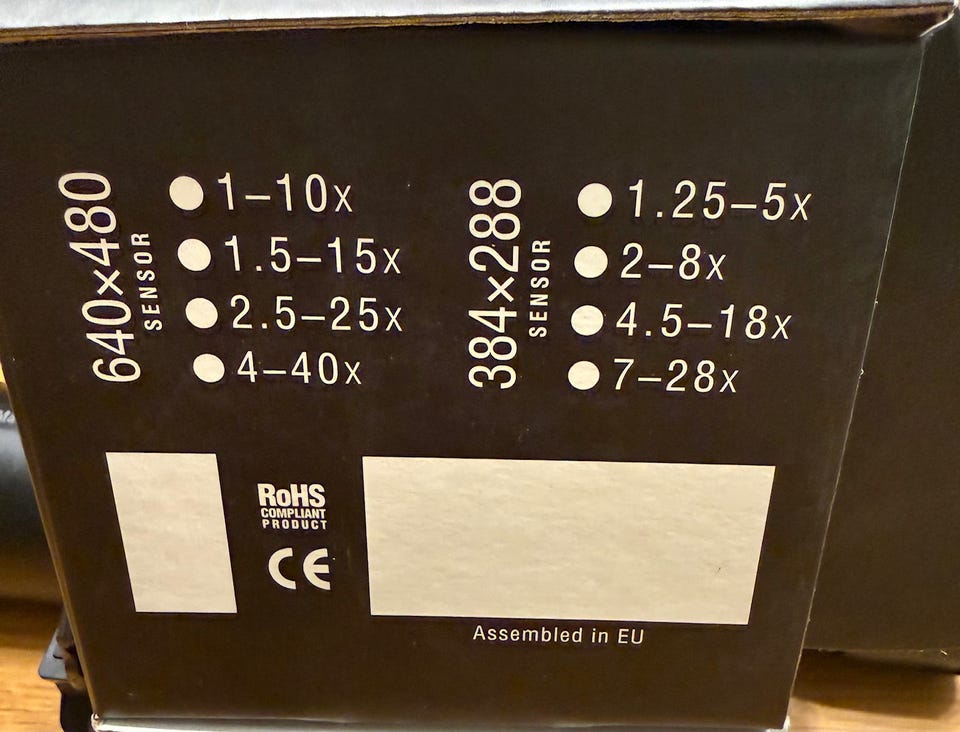 640×480
SENSOR
1–10x
1.5–15x
2.5–25x
4–40x
384×288
SENSOR
1.25–5x
2–8x
4.5–18x
7–28x
RoHS
COMPLIANT
PRODUCT
CE
Assembled in EU